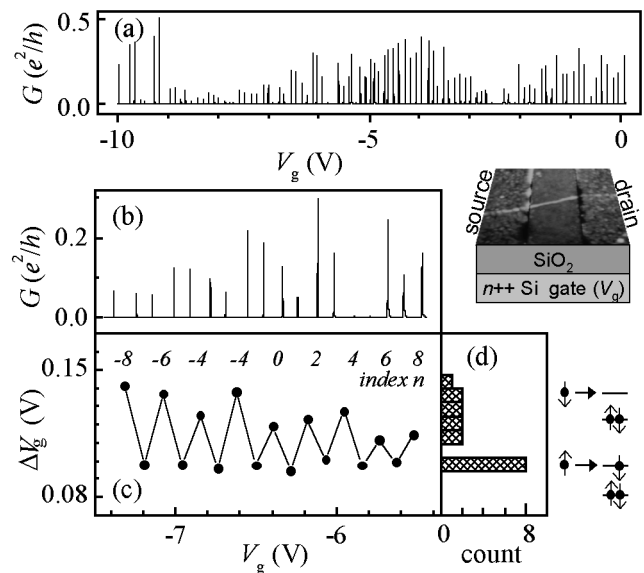 (a)
G (e²/h)
0.5
0.0
-10
-5
0
V_g (V)
(b)
G (e²/h)
0.2
0.0
source
drain
SiO₂
n++ Si gate (V_g)
-8 -6 -4 -4 0 2 4 6 8
index n
(d)
ΔV_g (V)
0.15
0.08
(c)
-7
-6
V_g (V)
0
8
count